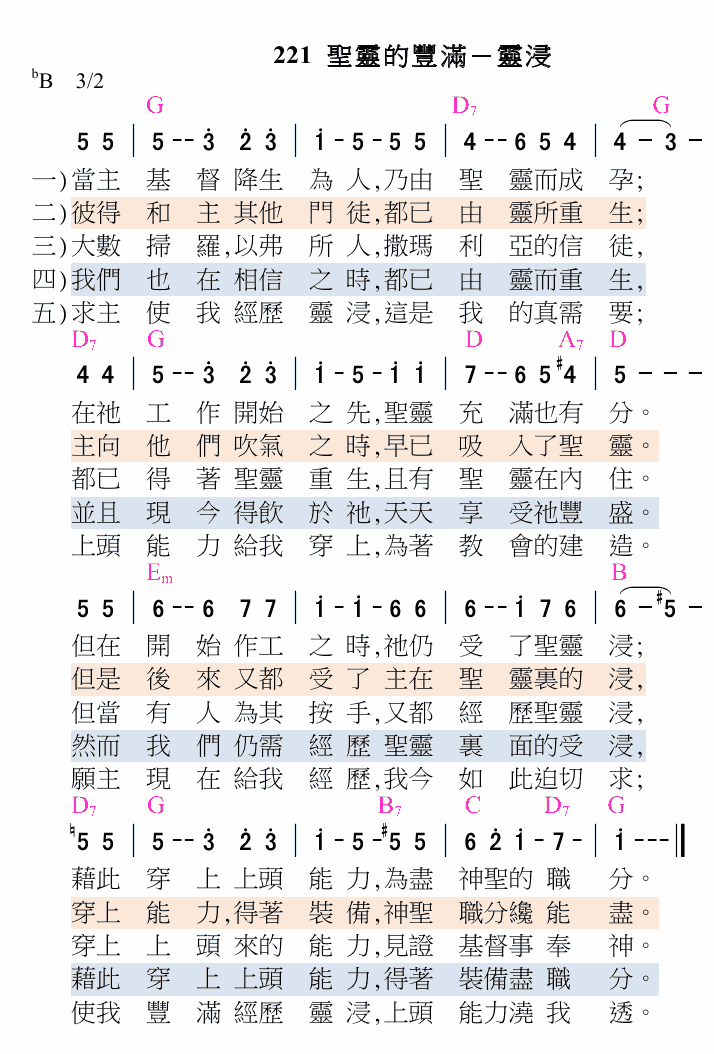 221 聖靈的豐滿－靈浸
bB 3/2
G D7 G
5 5 | 5 - - 3̇ 2̇ 3̇ | 1̇ - 5 - 5 5 | 4 - - 6 5 4 | 4 - 3 -
一)當主 基 督 降生 為 人,乃由 聖 靈而成 孕;
二)彼得 和 主 其他 門 徒,都已 由 靈所重 生;
三)大數 掃 羅,以弗 所 人,撒瑪 利 亞的信 徒,
四)我們 也 在 相信 之 時,都已 由 靈而重 生,
五)求主 使 我 經歷 靈 浸,這是 我 的真需 要;
D7 G D A7 D
4 4 | 5 - - 3̇ 2̇ 3̇ | 1̇ - 5 - 1̇ 1̇ | 7 - - 6 5 #4 | 5 - - -
在祂 工 作 開始 之 先,聖靈 充 滿也有 分。
主向 他 們 吹氣 之 時,早已 吸 入了聖 靈。
都已 得 著 聖靈 重 生,且有 聖 靈在內 住。
並且 現 今 得飲 於 祂,天天 享 受祂豐 盛。
上頭 能 力 給我 穿 上,為著 教 會的建 造。
Em B
5 5 | 6 - - 6 7 7 | 1̇ - 1̇ - 6 6 | 6 - - 1̇ 7 6 | 6 - #5 -
但在 開 始 作工 之 時,祂仍 受 了聖靈 浸;
但是 後 來 又都 受 了 主在 聖 靈裏的 浸,
但當 有 人 為其 按 手,又都 經 歷聖靈 浸,
然而 我 們 仍需 經 歷 聖靈 裏 面的受 浸,
願主 現 在 給我 經 歷,我今 如 此迫切 求;
D7 G B7 C D7 G
♮5 5 | 5 - - 3̇ 2̇ 3̇ | 1̇ - 5 - #5 5 | 6 2̇ 1̇ - 7 - | 1̇ - - - ‖
藉此 穿 上 上頭 能 力,為盡 神聖的 職 分。
穿上 能 力,得著 裝 備,神聖 職分纔 能 盡。
穿上 上 頭 來的 能 力,見證 基督事 奉 神。
藉此 穿 上 上頭 能 力,得著 裝備盡 職 分。
使我 豐 滿 經歷 靈 浸,上頭 能力澆 我 透。